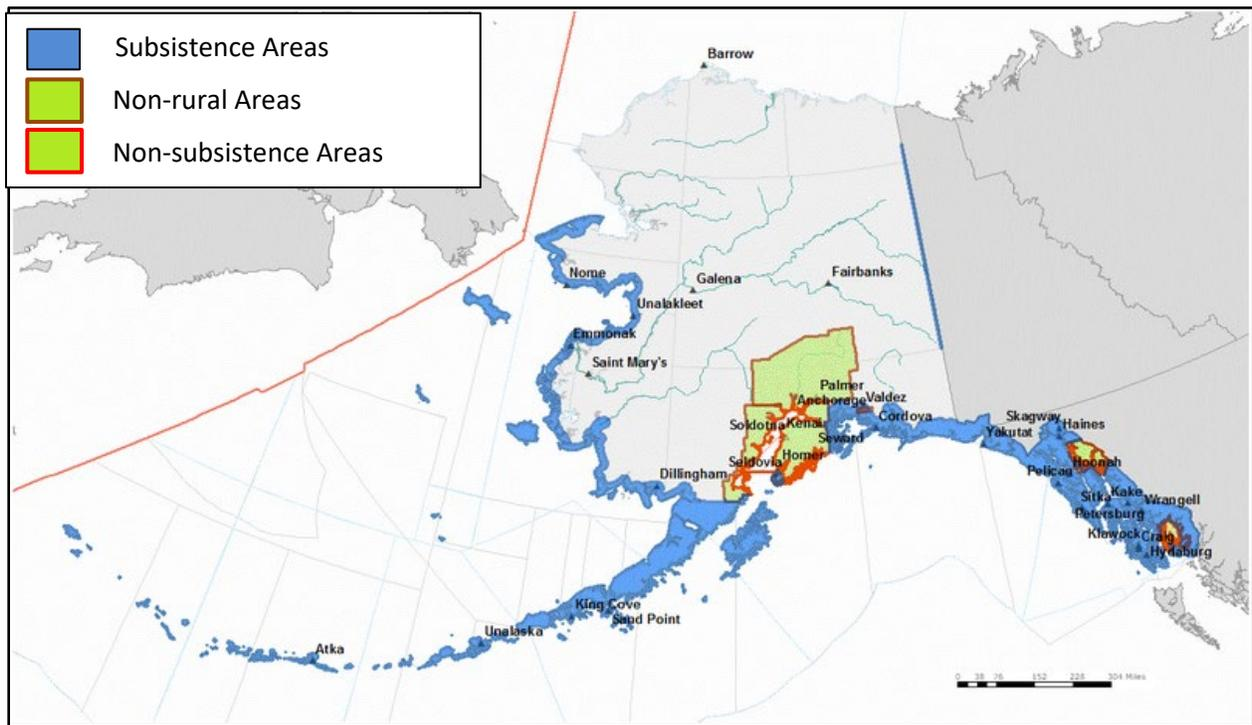 Subsistence Areas
Non-rural Areas
Non-subsistence Areas
Barrow
Nome
Galena
Fairbanks
Unalakleet
Emmonak
Saint Mary's
Palmer
Anchorage
Valdez
Cordova
Soldotna
Kenai
Seward
Skagway
Haines
Yakutat
Seldovia
Homer
Dillingham
Pelican
Hoonah
Sitka
Kake
Wrangell
Petersburg
Klawock
Craig
Hydaburg
King Cove
Sand Point
Unalaska
Atka
0 38 76 152 228 304 Miles